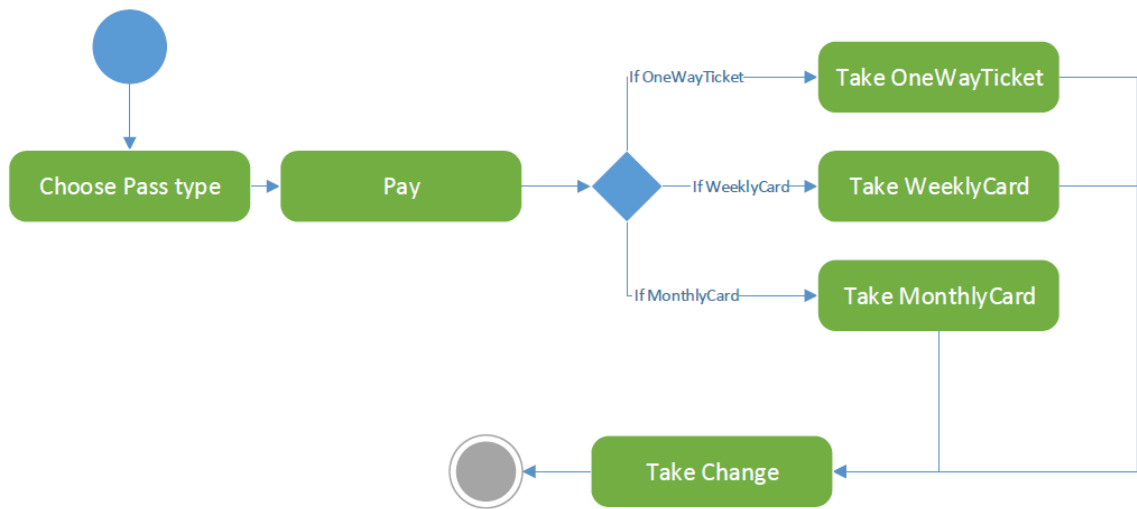 If OneWayTicket
Take OneWayTicket
Choose Pass type
Pay
If WeeklyCard
Take WeeklyCard
If MonthlyCard
Take MonthlyCard
Take Change